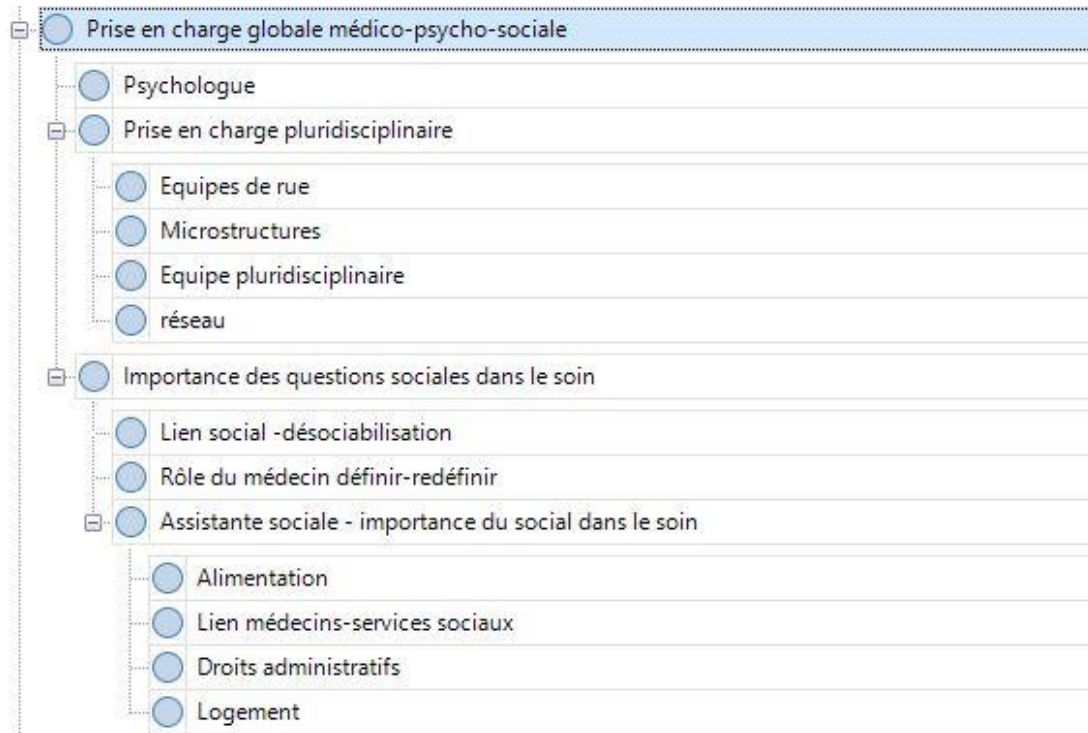 Prise en charge globale médico-psycho-sociale
Psychologue
Prise en charge pluridisciplinaire
Equipes de rue
Microstructures
Equipe pluridisciplinaire
réseau
Importance des questions sociales dans le soin
Lien social -désociabilisation
Rôle du médecin définir-redéfinir
Assistante sociale - importance du social dans le soin
Alimentation
Lien médecins-services sociaux
Droits administratifs
Logement